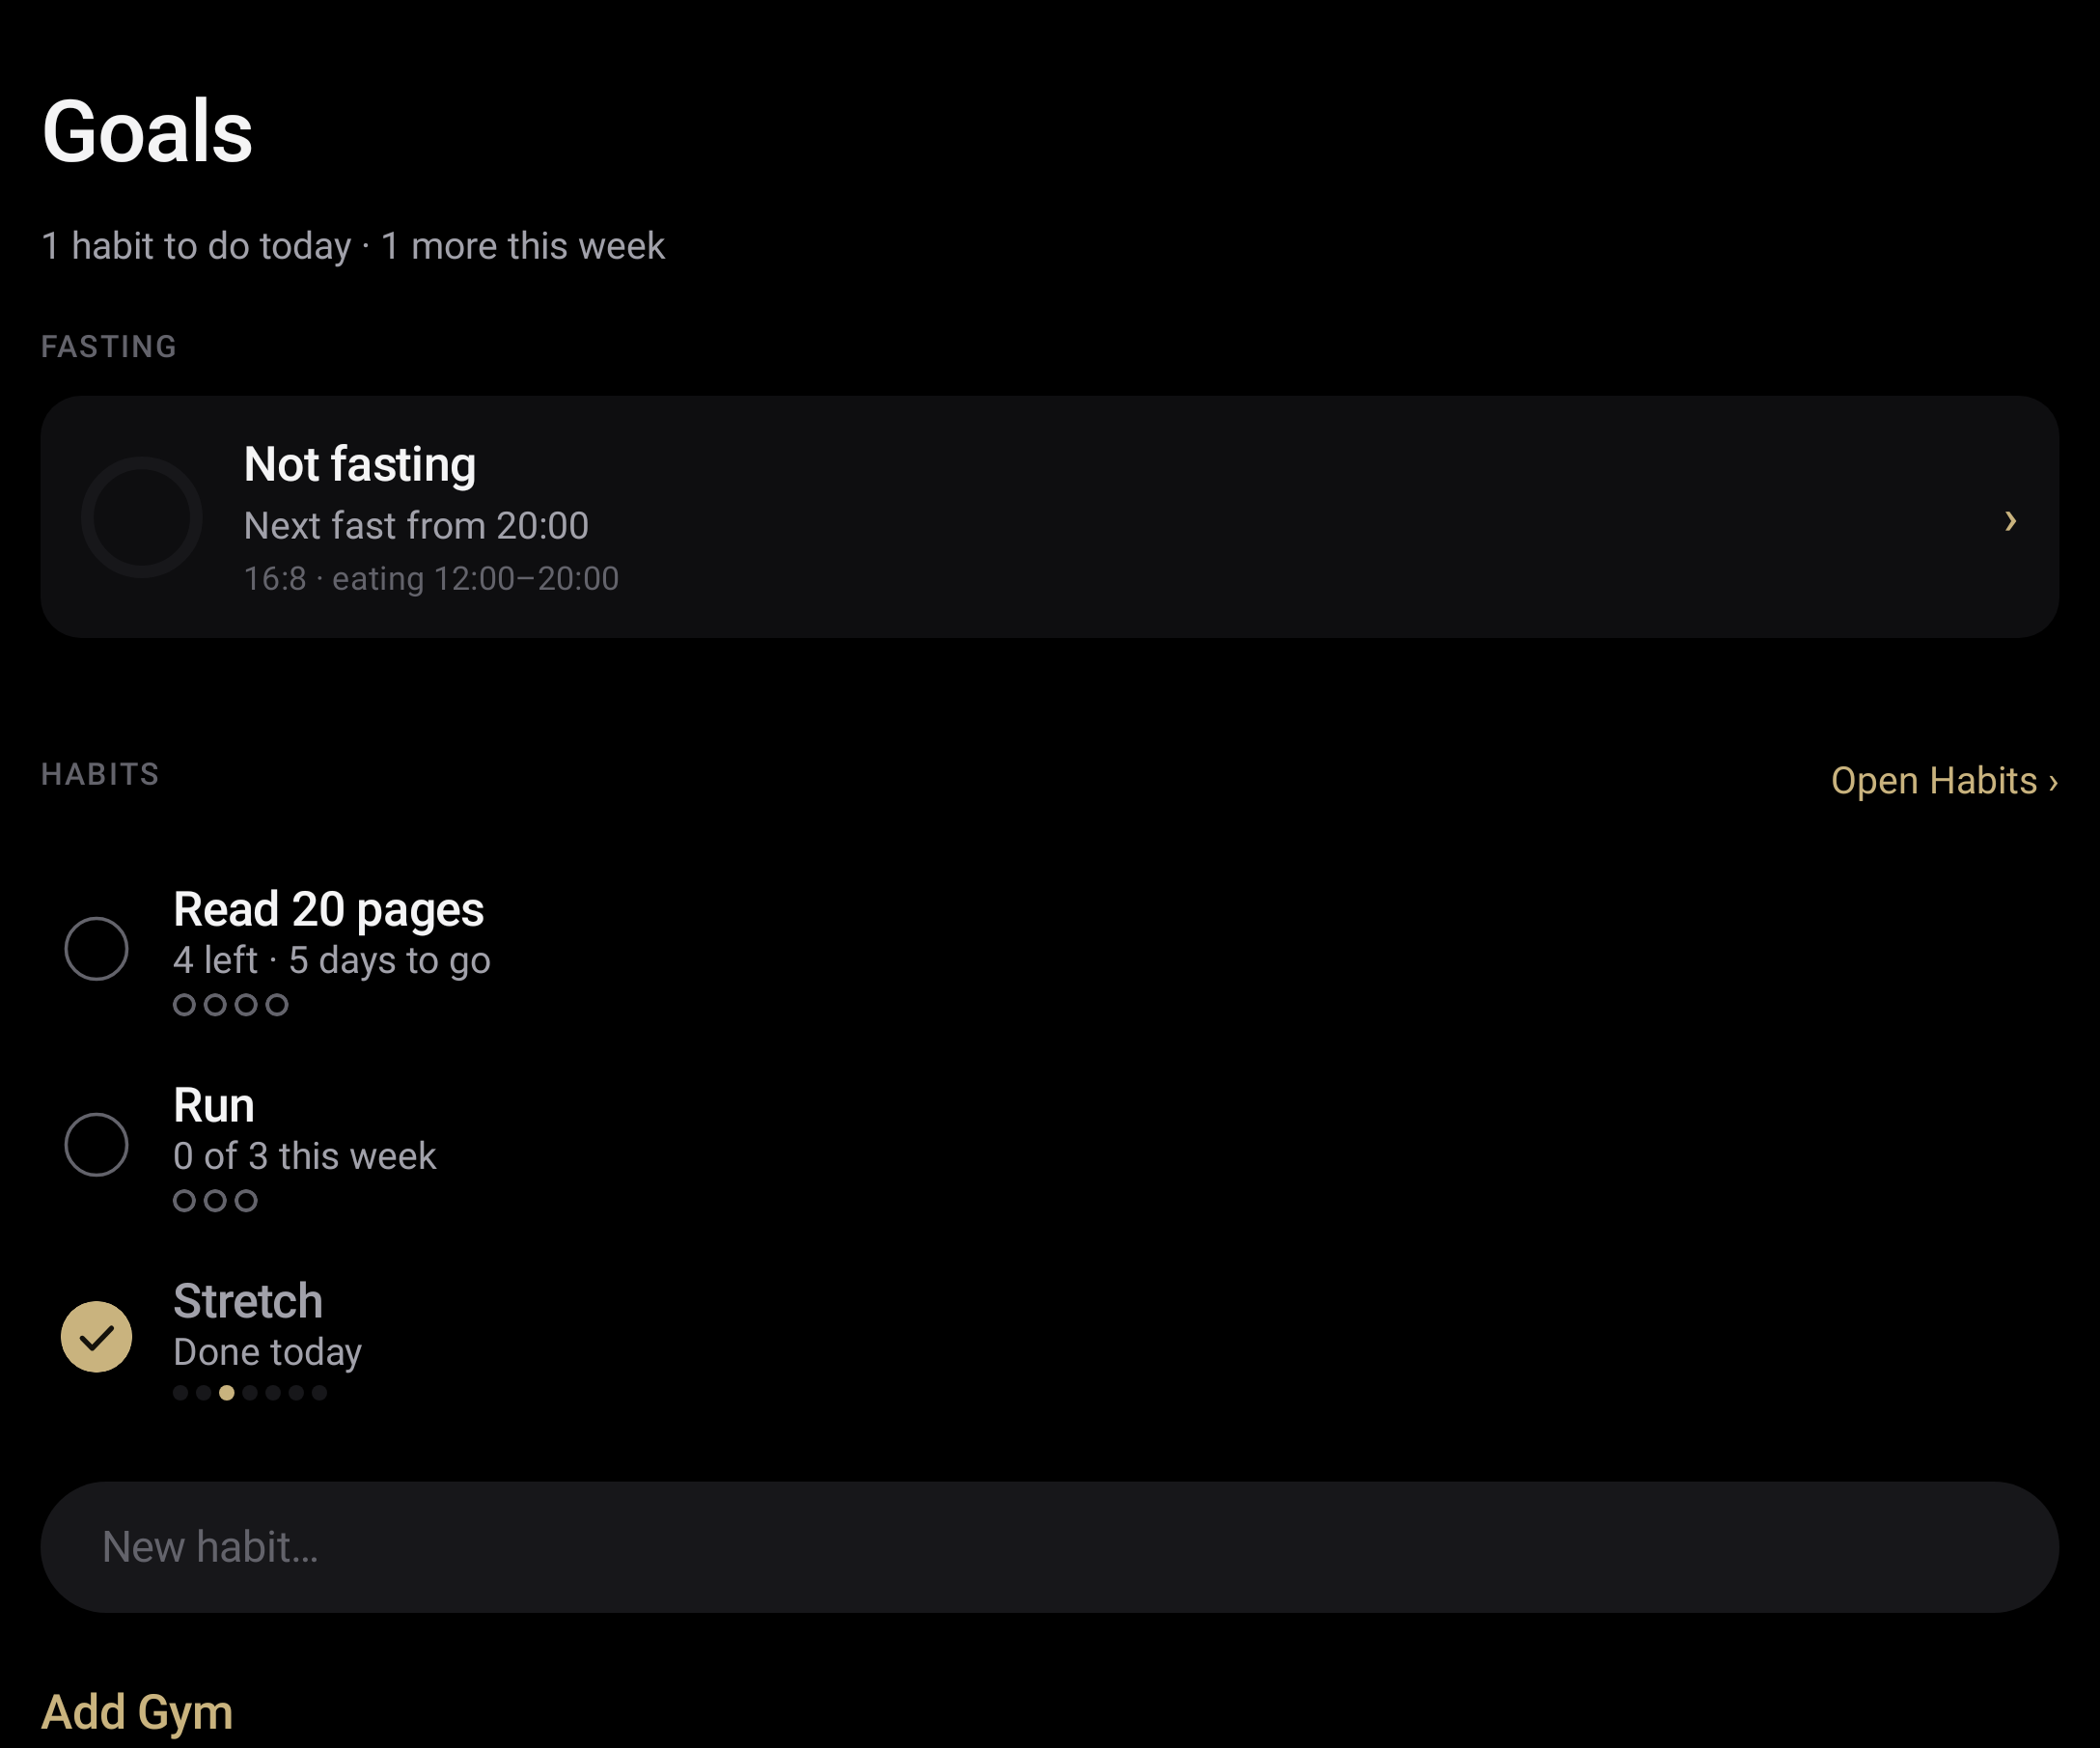 Goals
1 habit to do today · 1 more this week
FASTING
Not fasting
Next fast from 20:00
16:8 · eating 12:00–20:00
›
HABITS
Open Habits ›
Read 20 pages
4 left · 5 days to go
Run
0 of 3 this week
Stretch
Done today
New habit…
Add Gym